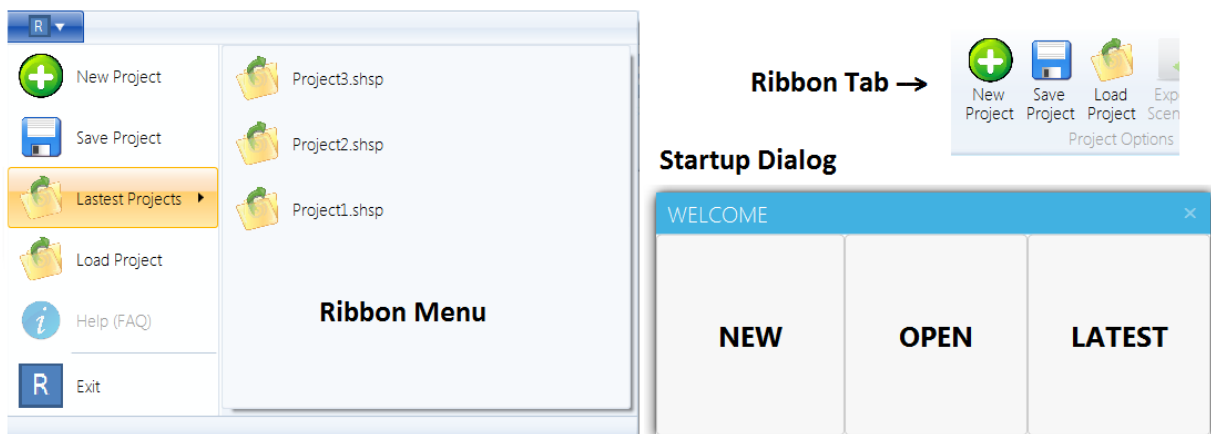 R
New Project
Save Project
Lastest Projects
Load Project
Help (FAQ)
R
Exit
Project3.shsp
Project2.shsp
Project1.shsp
Ribbon Menu
Ribbon Tab →
New Project
Save Project
Load Project
Project Options
Startup Dialog
WELCOME
NEW
OPEN
LATEST